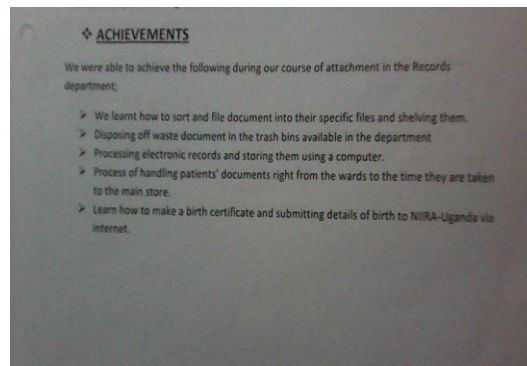 ❖ ACHIEVEMENTS
We were able to achieve the following during our course of attachment in the Records
department;
➢ We learnt how to sort and file document into their specific files and shelving them.
➢ Disposing off waste document in the trash bins available in the department
➢ Processing electronic records and storing them using a computer.
➢ Process of handling patients' documents right from the wards to the time they are taken
to the main store.
➢ Learn how to make a birth certificate and submitting details of birth to NIIRA-Uganda via
internet.